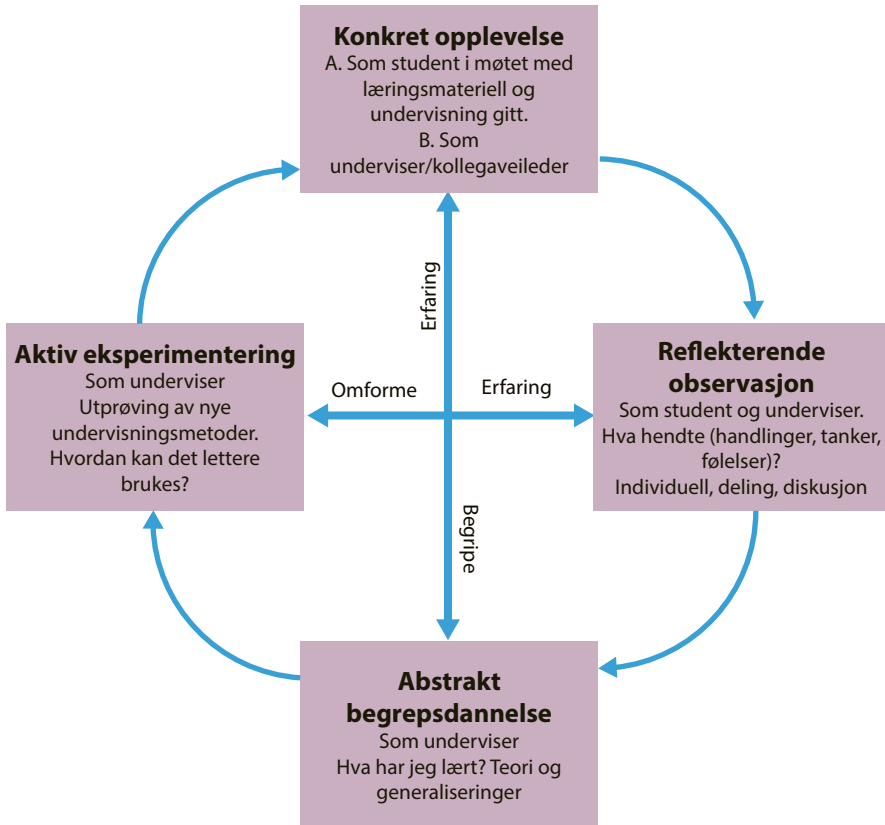 Konkret opplevelse
A. Som student i møtet med
læringsmateriell og
undervisning gitt.
B. Som
underviser/kollegaveileder
Erfaring
Aktiv eksperimentering
Som underviser
Utprøving av nye
undervisningsmetoder.
Hvordan kan det lettere
brukes?
Omforme
Erfaring
Reflekterende
observasjon
Som student og underviser.
Hva hendte (handlinger, tanker,
følelser)?
Individuell, deling, diskusjon
Begripe
Abstrakt
begrepsdannelse
Som underviser
Hva har jeg lært? Teori og
generaliseringer